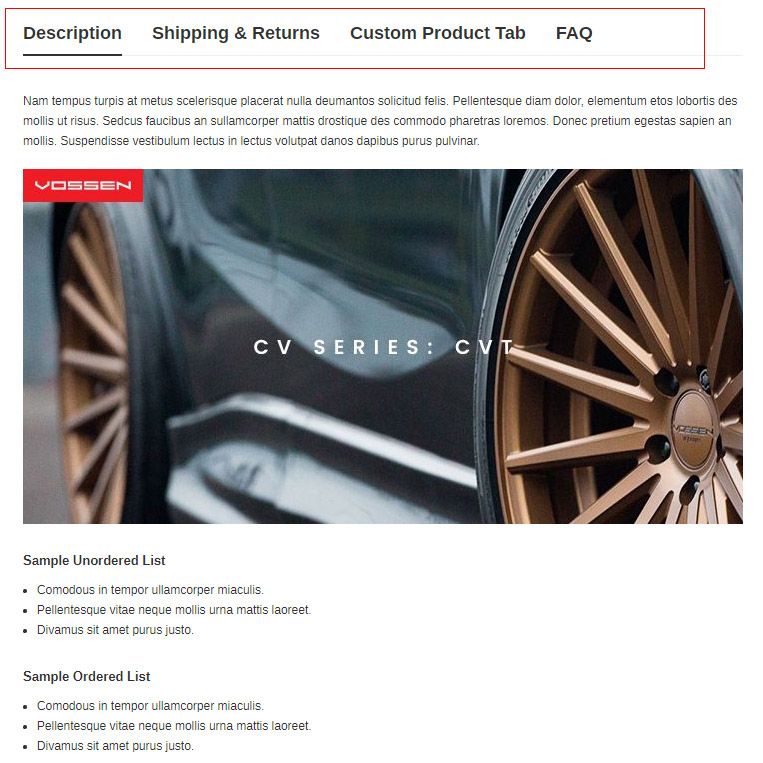 Description Shipping & Returns Custom Product Tab FAQ
Nam tempus turpis at metus scelerisque placerat nulla deumantos solicitud felis. Pellentesque diam dolor, elementum etos lobortis des
mollis ut risus. Sedcus faucibus an sullamcorper mattis drostique des commodo pharetras loremos. Donec pretium egestas sapien an
mollis. Suspendisse vestibulum lectus in lectus volutpat danos dapibus purus pulvinar.
VOSSEN
CV SERIES: CVT
VOSSEN
Sample Unordered List
Comodous in tempor ullamcorper miaculis.
Pellentesque vitae neque mollis urna mattis laoreet.
Divamus sit amet purus justo.
Sample Ordered List
Comodous in tempor ullamcorper miaculis.
Pellentesque vitae neque mollis urna mattis laoreet.
Divamus sit amet purus justo.